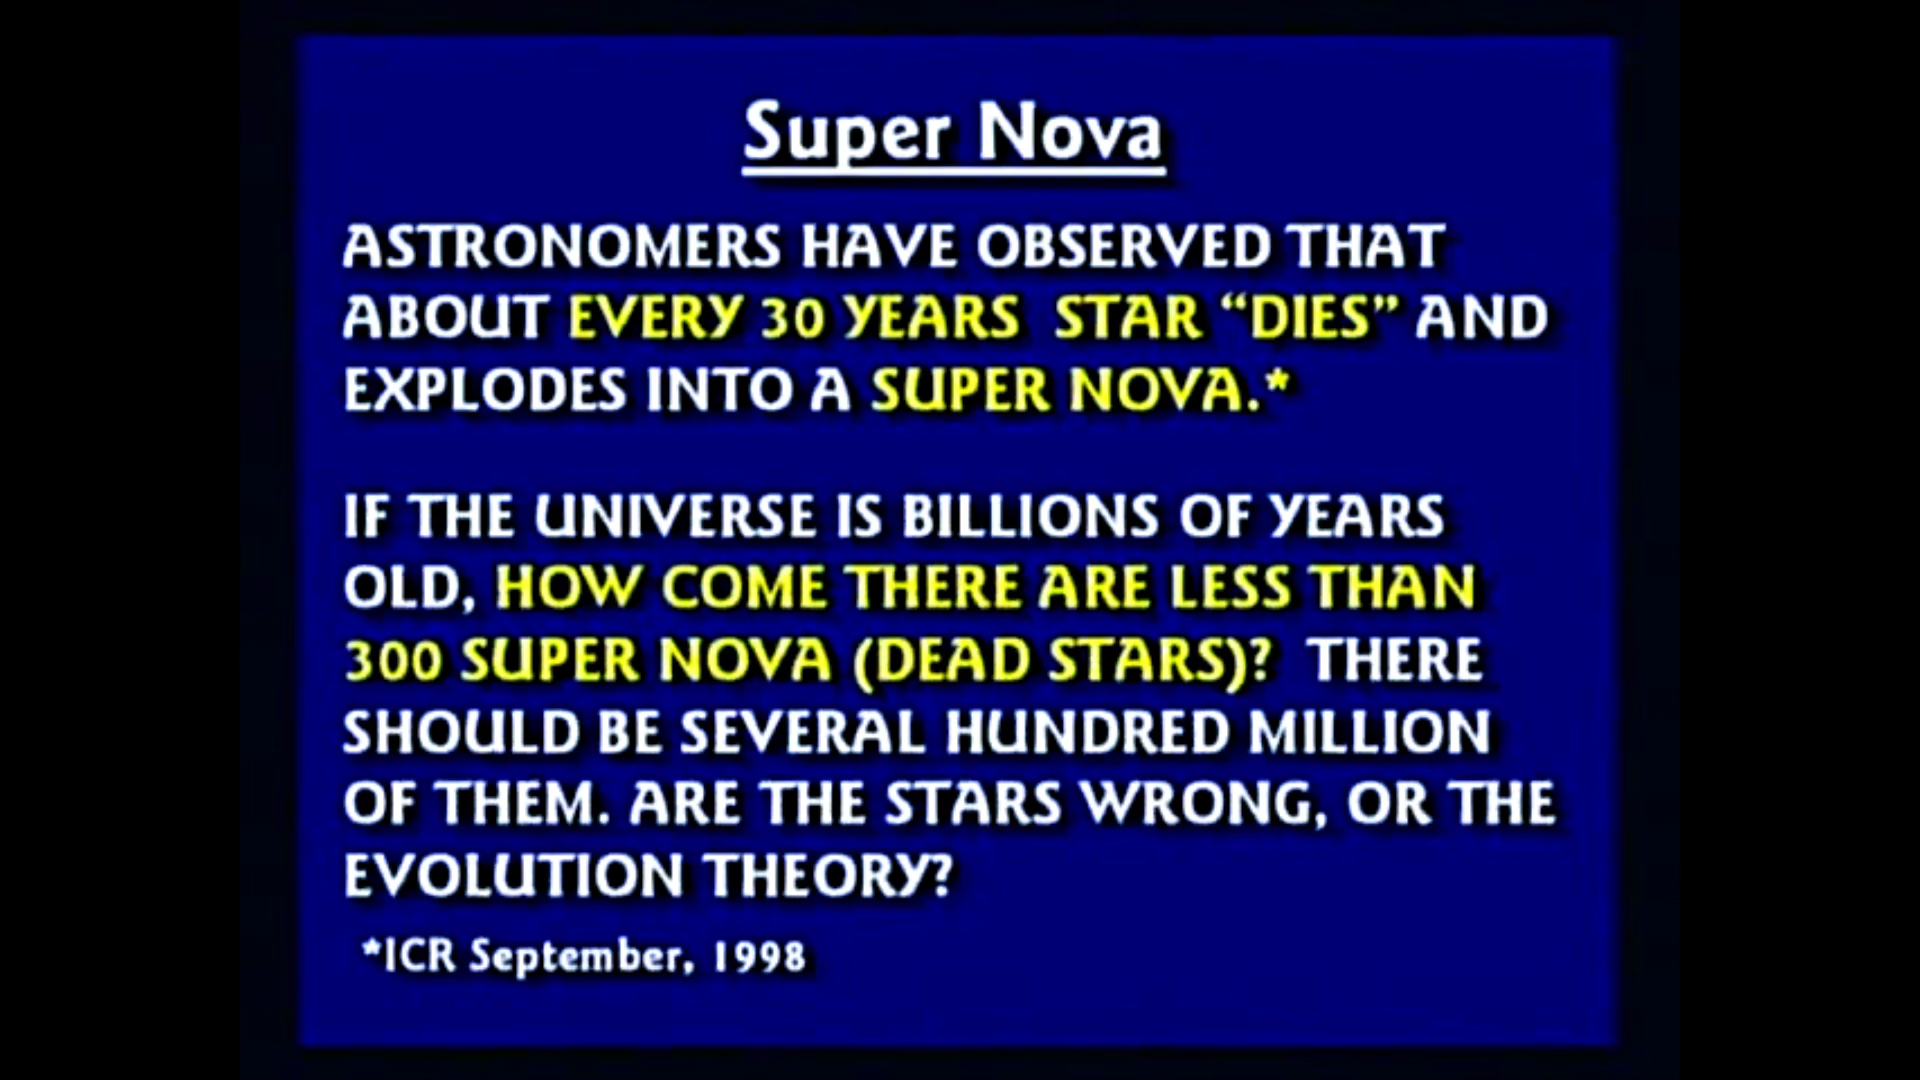 Super Nova
ASTRONOMERS HAVE OBSERVED THAT
ABOUT EVERY 30 YEARS STAR “DIES” AND
EXPLODES INTO A SUPER NOVA.*
IF THE UNIVERSE IS BILLIONS OF YEARS
OLD, HOW COME THERE ARE LESS THAN
300 SUPER NOVA (DEAD STARS)? THERE
SHOULD BE SEVERAL HUNDRED MILLION
OF THEM. ARE THE STARS WRONG, OR THE
EVOLUTION THEORY?
*ICR September, 1998